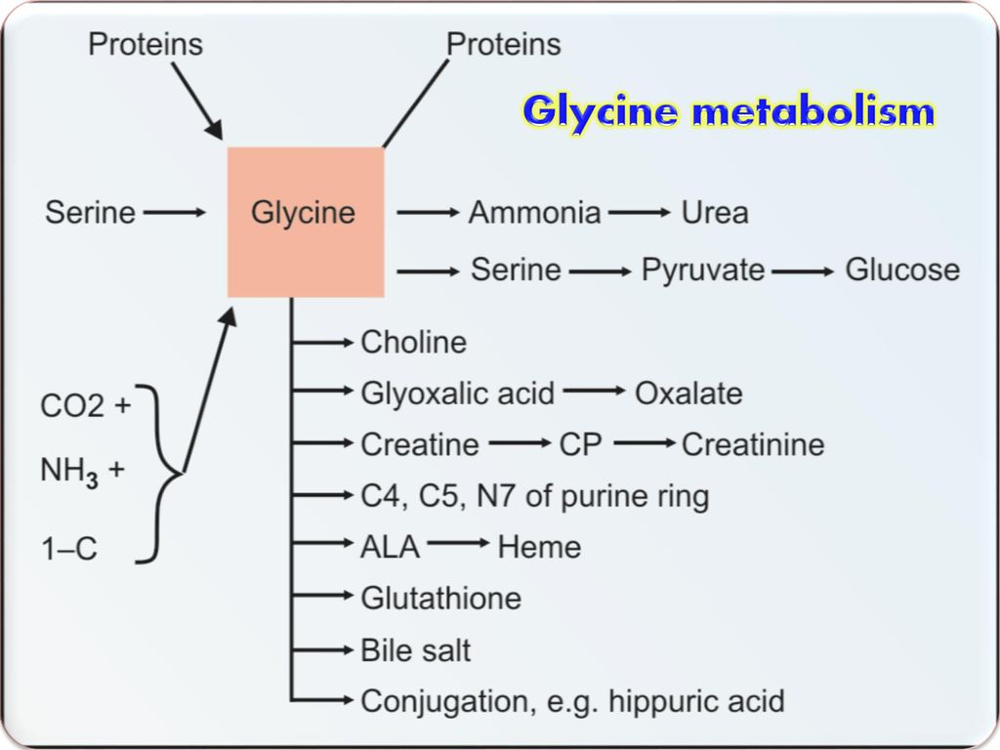 Proteins
Proteins
Glycine metabolism
Serine
Glycine
Ammonia
Urea
Serine
Pyruvate
Glucose
Choline
Glyoxalic acid
Oxalate
CO2 +
Creatine
CP
Creatinine
NH₃ +
C4, C5, N7 of purine ring
1–C
ALA
Heme
Glutathione
Bile salt
Conjugation, e.g. hippuric acid